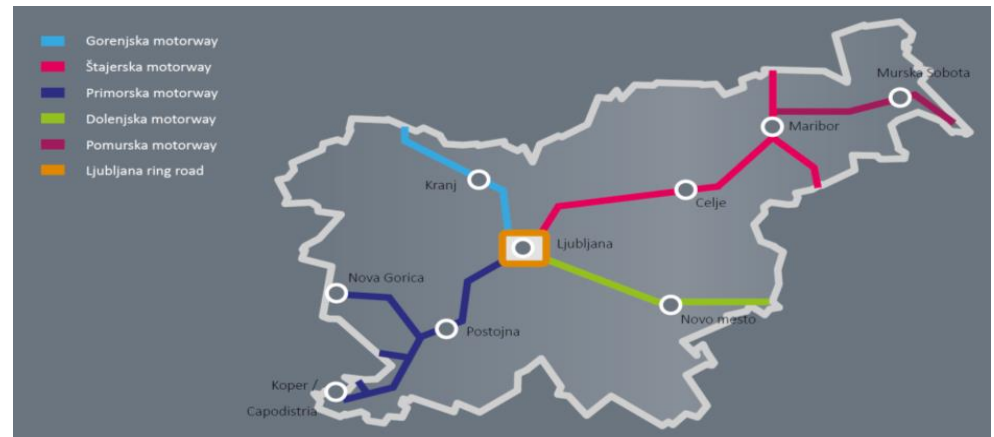 Gorenjska motorway
Štajerska motorway
Primorska motorway
Dolenjska motorway
Pomurska motorway
Ljubljana ring road
Murska Sobota
Maribor
Kranj
Celje
Ljubljana
Nova Gorica
Novo mesto
Postojna
Koper /
Capodistria